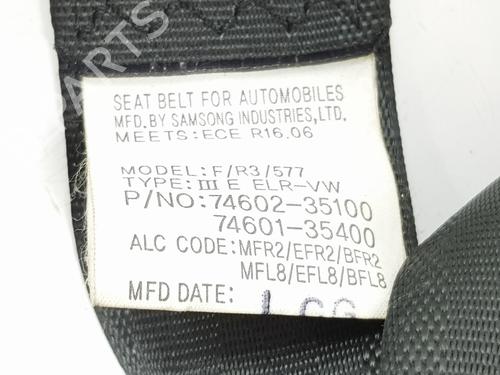 PARTS
SEAT BELT FOR AUTOMOBILES
MFD.BY SAMSONG INDUSTRIES,LTD.
MEETS:ECE R16.06
MODEL:F/R3/577
TYPE:III E ELR-VW
P/NO:74602-35100
74601-35400
ALC CODE:MFR2/EFR2/BFR2
MFL8/EFL8/BFL8
MFD DATE: